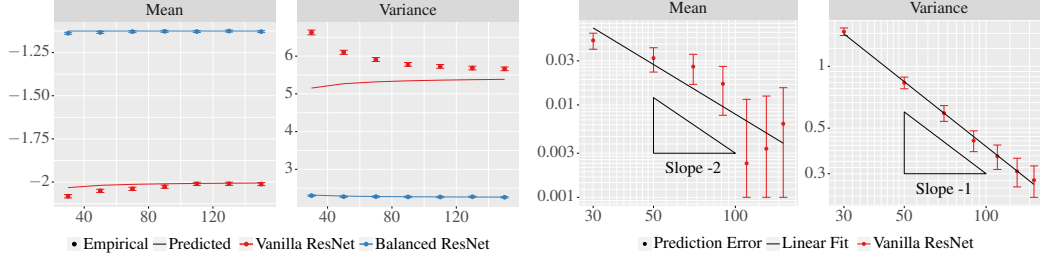 Mean
Variance
Mean
Variance
−1.25
−1.50
−1.75
−2
6
5
4
3
0.03
0.01
0.003
0.001
1
0.5
0.3
Slope -2
Slope -1
40
80
120
40
80
120
30
50
100
30
50
100
Empirical
Predicted
Vanilla ResNet
Balanced ResNet
Prediction Error
Linear Fit
Vanilla ResNet